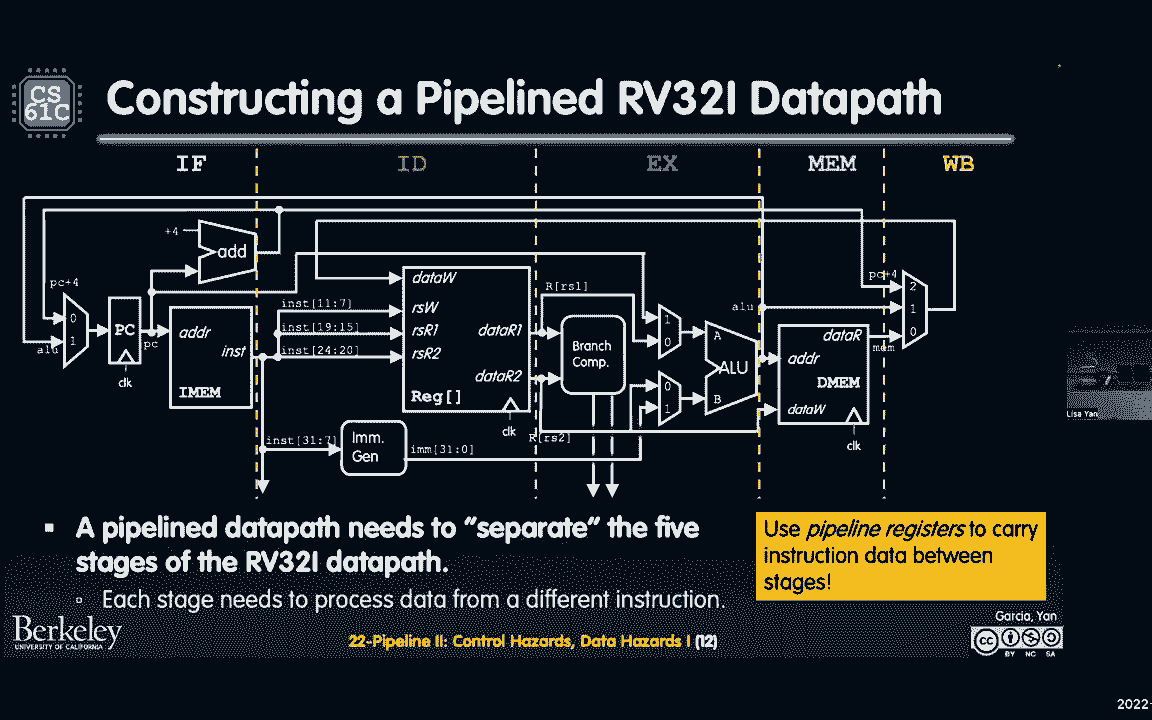 CS
61C
Constructing a Pipelined RV32I Datapath
IF
ID
EX
MEM
WB
+4
add
pc+4
0
1
alu
PC
clk
pc
addr
inst
IMEM
inst[11:7]
inst[19:15]
inst[24:20]
inst[31:7]
dataW
rsW
rsR1
rsR2
dataR1
dataR2
Reg[]
clk
Imm.
Gen
imm[31:0]
R[rs1]
R[rs2]
Branch
Comp.
1
0
0
1
A
B
ALU
alu
addr
dataR
DMEM
dataW
clk
pc+4
mem
2
1
0
▪ A pipelined datapath needs to “separate” the five
stages of the RV32I datapath.
▫ Each stage needs to process data from a different instruction.
Use pipeline registers to carry
instruction data between
stages!
Lisa Yan
Berkeley
UNIVERSITY OF CALIFORNIA
22-Pipeline II: Control Hazards, Data Hazards I (12)
Garcia, Yan
cc
BY NC SA
2022-